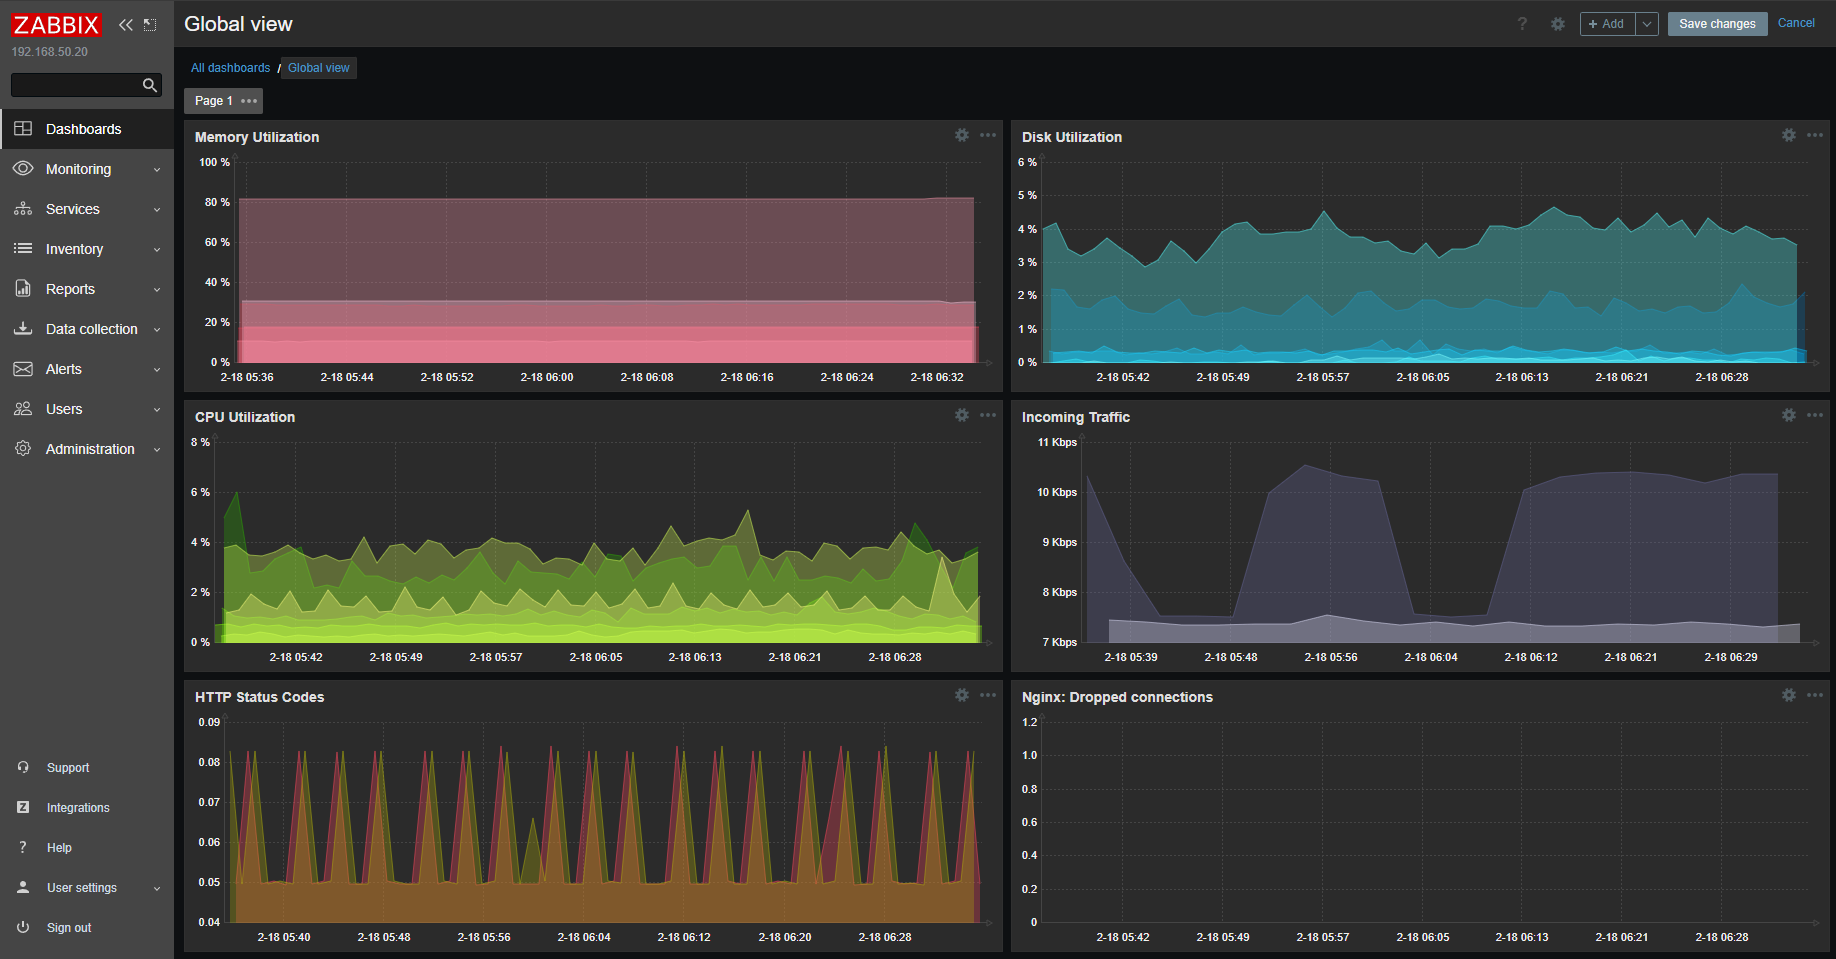 ZABBIX
192.168.50.20
Dashboards
Monitoring
Services
Inventory
Reports
Data collection
Alerts
Users
Administration
Support
Integrations
Help
User settings
Sign out
Global view
? + Add Save changes Cancel
All dashboards / Global view
Page 1
Memory Utilization
100 %
80 %
60 %
40 %
20 %
0 %
2-18 05:36 2-18 05:44 2-18 05:52 2-18 06:00 2-18 06:08 2-18 06:16 2-18 06:24 2-18 06:32
Disk Utilization
6 %
5 %
4 %
3 %
2 %
1 %
0 %
2-18 05:42 2-18 05:49 2-18 05:57 2-18 06:05 2-18 06:13 2-18 06:21 2-18 06:28
CPU Utilization
8 %
6 %
4 %
2 %
0 %
2-18 05:42 2-18 05:49 2-18 05:57 2-18 06:05 2-18 06:13 2-18 06:21 2-18 06:28
Incoming Traffic
11 Kbps
10 Kbps
9 Kbps
8 Kbps
7 Kbps
2-18 05:39 2-18 05:48 2-18 05:56 2-18 06:04 2-18 06:12 2-18 06:21 2-18 06:29
HTTP Status Codes
0.09
0.08
0.07
0.06
0.05
0.04
2-18 05:40 2-18 05:48 2-18 05:56 2-18 06:04 2-18 06:12 2-18 06:20 2-18 06:28
Nginx: Dropped connections
1.2
1.0
0.8
0.6
0.4
0.2
0
2-18 05:42 2-18 05:49 2-18 05:57 2-18 06:05 2-18 06:13 2-18 06:21 2-18 06:28